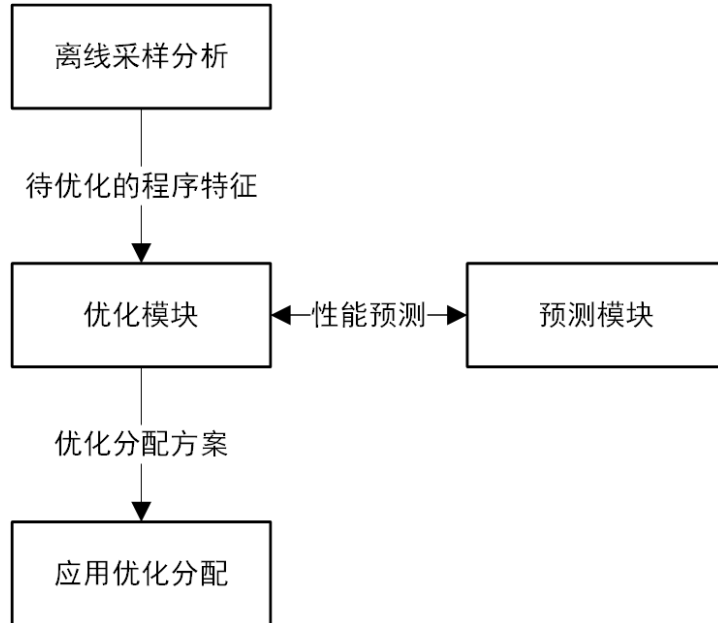 离线采样分析
待优化的程序特征
优化模块
性能预测
预测模块
优化分配方案
应用优化分配